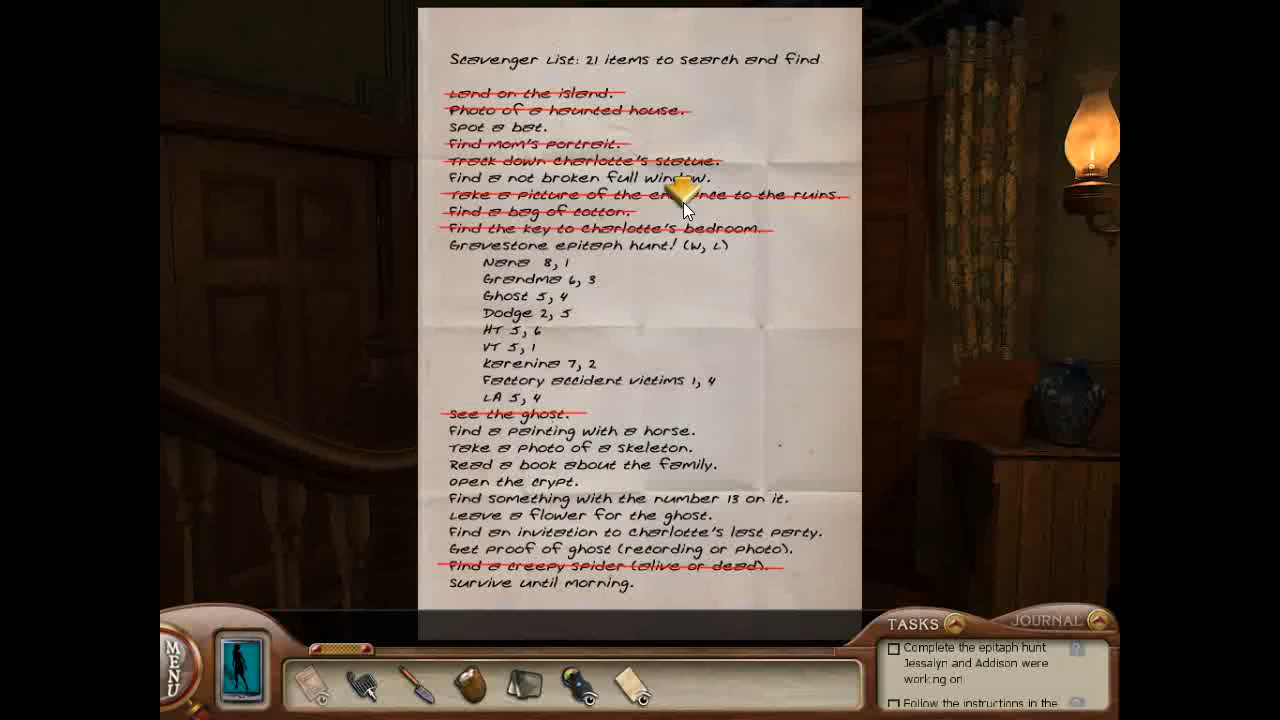 Scavenger List: 21 items to search and find
Land on the island.
Photo of a haunted house.
Spot a bat.
Find mom's portrait.
Track down Charlotte's statue.
Find a not broken full window.
Take a picture of the entrance to the ruins.
Find a bag of cotton.
Find the key to Charlotte's bedroom.
Gravestone epitaph hunt! (W, L)
Nana 8, 1
Grandma 6, 3
Ghost 5, 4
Dodge 2, 5
HT 5, 6
VT 5, 1
Karenina 7, 2
Factory accident victims 1, 4
LA 5, 4
See the ghost.
Find a painting with a horse.
Take a photo of a skeleton.
Read a book about the family.
Open the crypt.
Find something with the number 13 on it.
Leave a flower for the ghost.
Find an invitation to Charlotte's last party.
Get proof of ghost (recording or photo).
Find a creepy spider (alive or dead).
Survive until morning.
MENU
TASKS
JOURNAL
Complete the epitaph hunt
Jessalyn and Addison were
working on
Follow the instructions in the